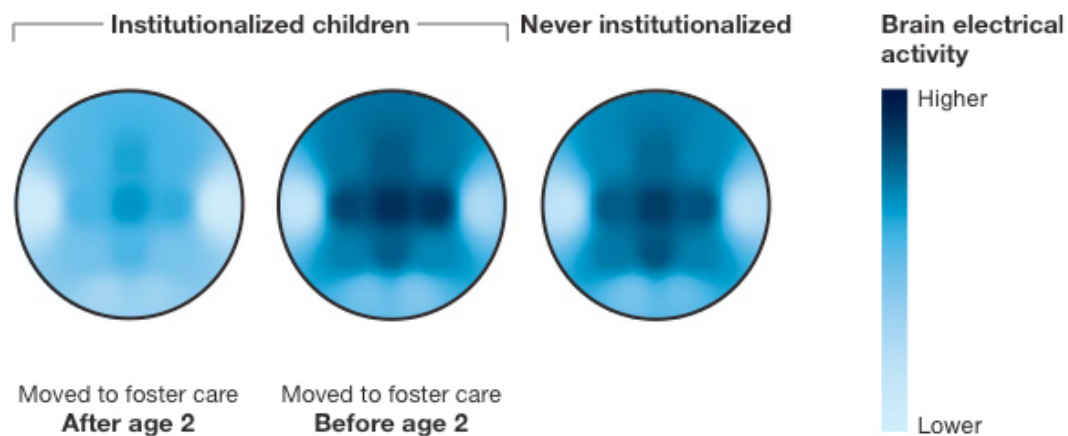 Institutionalized children
Never institutionalized
Brain electrical
activity
Higher
Lower
Moved to foster care
After age 2
Moved to foster care
Before age 2